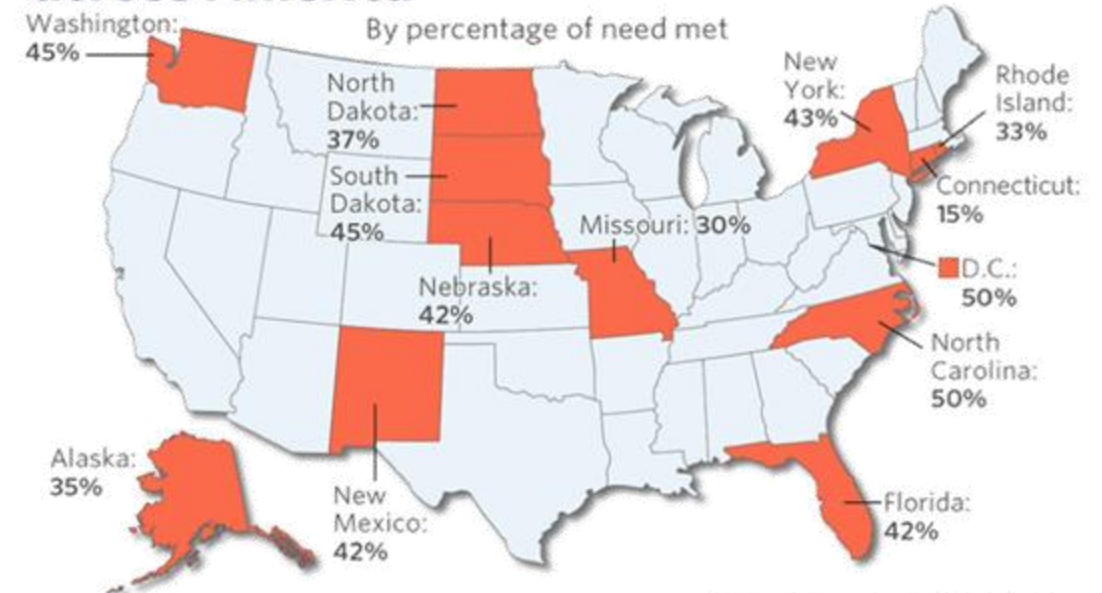 By percentage of need met
Washington:
45%
North
Dakota:
37%
South
Dakota:
45%
Nebraska:
42%
Missouri: 30%
New
York:
43%
Rhode
Island:
33%
Connecticut:
15%
D.C.:
50%
North
Carolina:
50%
Florida:
42%
New
Mexico:
42%
Alaska:
35%